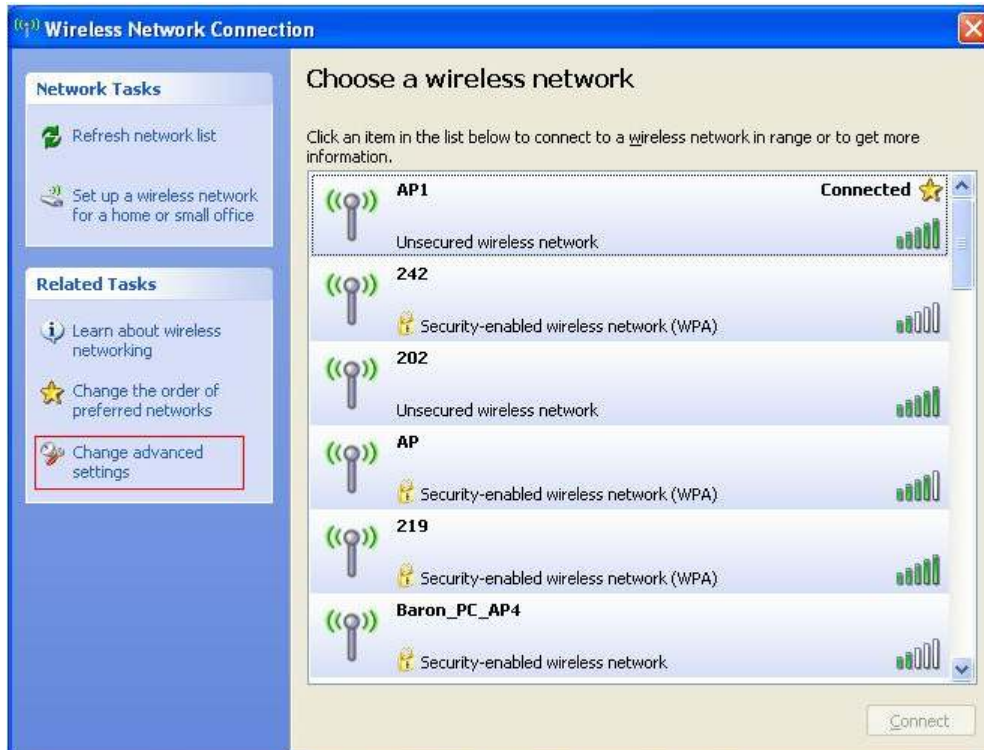 Wireless Network Connection
Network Tasks
Refresh network list
Set up a wireless network
for a home or small office
Related Tasks
Learn about wireless
networking
Change the order of
preferred networks
Change advanced
settings
Choose a wireless network
Click an item in the list below to connect to a wireless network in range or to get more
information.
AP1
Connected
Unsecured wireless network
242
Security-enabled wireless network (WPA)
202
Unsecured wireless network
AP
Security-enabled wireless network (WPA)
219
Security-enabled wireless network (WPA)
Baron_PC_AP4
Security-enabled wireless network
Connect